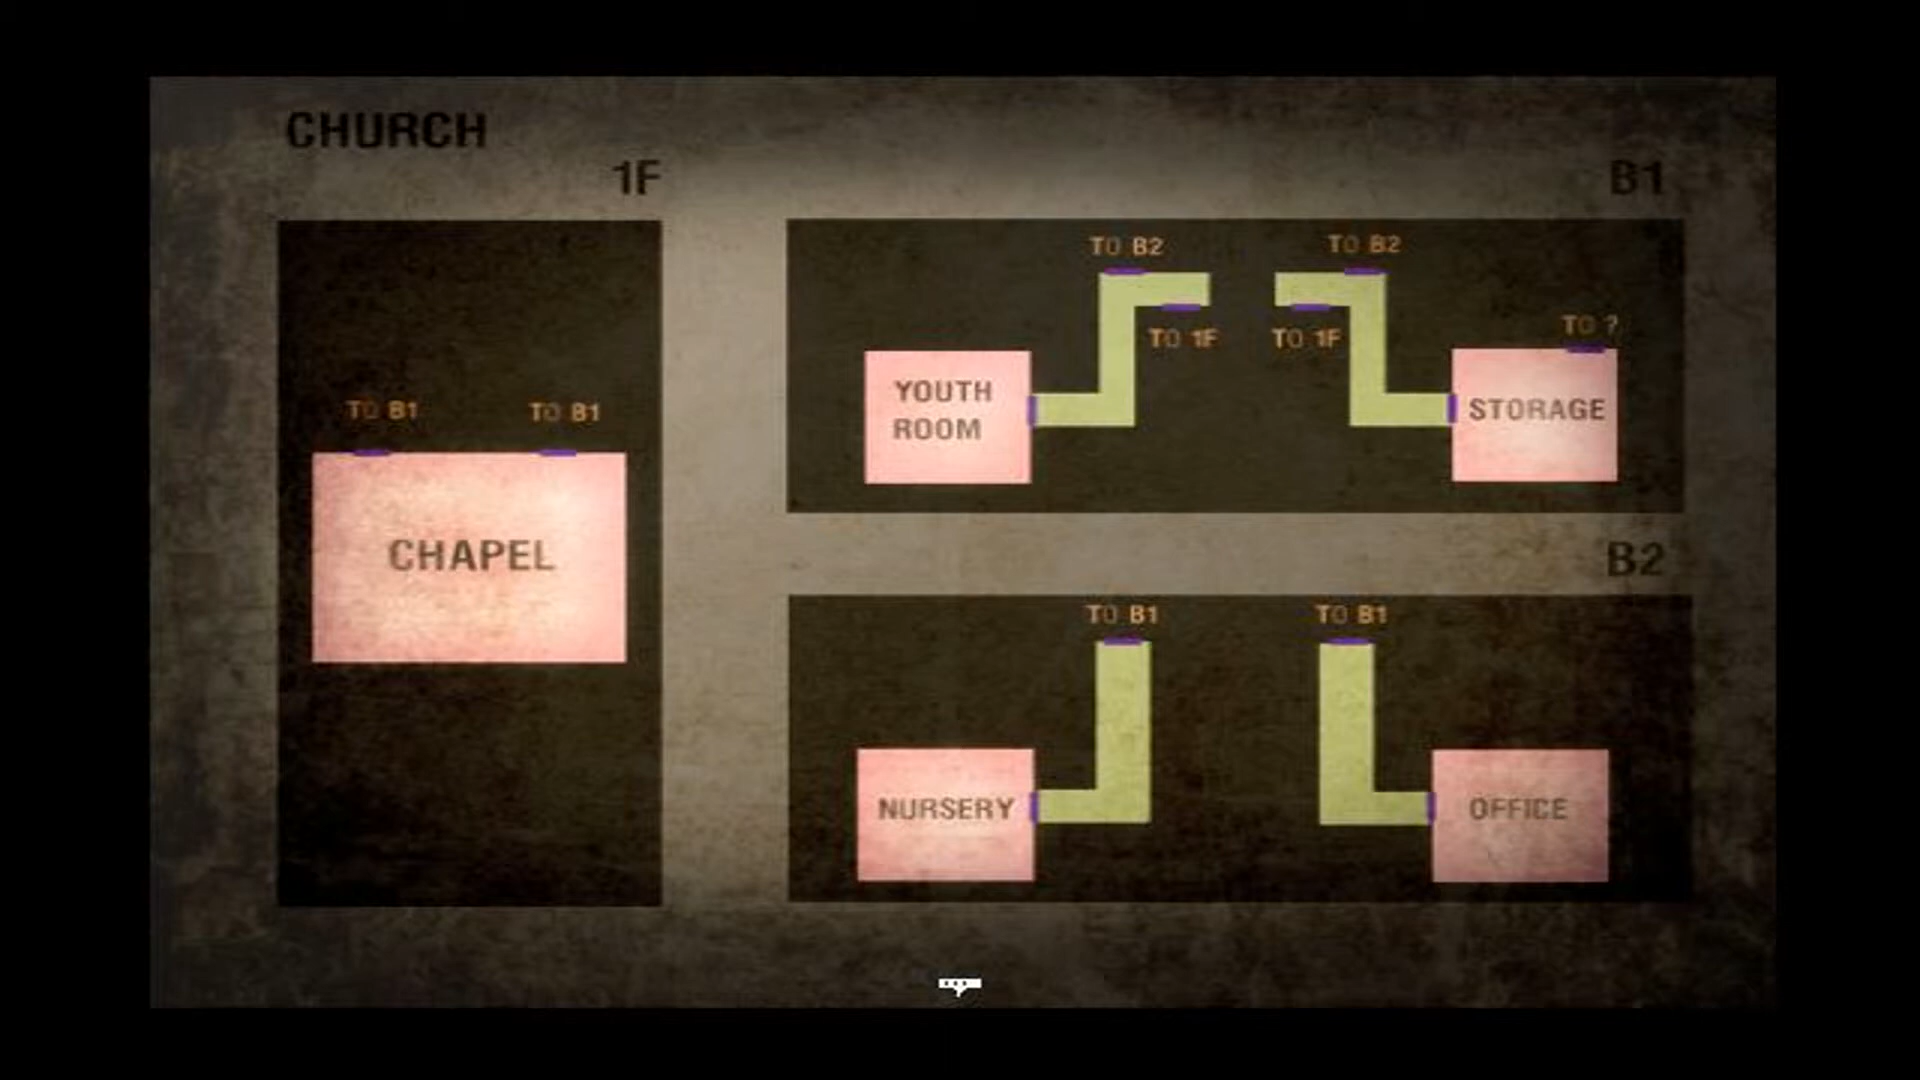 CHURCH
1F
TO B1
TO B1
CHAPEL
B1
TO B2
TO B2
TO 1F
TO 1F
TO ?
YOUTH
ROOM
STORAGE
B2
TO B1
TO B1
NURSERY
OFFICE